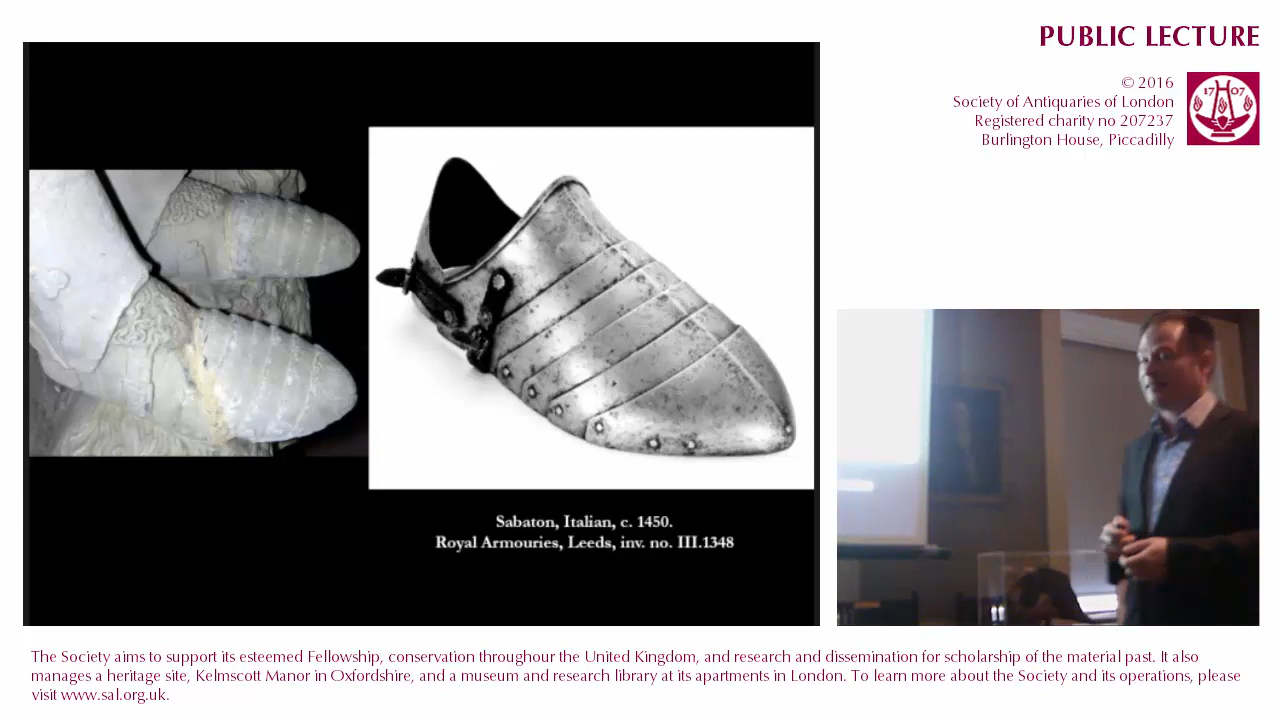 PUBLIC LECTURE
© 2016
Society of Antiquaries of London
Registered charity no 207237
Burlington House, Piccadilly
17 07
Sabaton, Italian, c. 1450.
Royal Armouries, Leeds, inv. no. III.1348
The Society aims to support its esteemed Fellowship, conservation throughout the United Kingdom, and research and dissemination for scholarship of the material past. It also
manages a heritage site, Kelmscott Manor in Oxfordshire, and a museum and research library at its apartments in London. To learn more about the Society and its operations, please
visit www.sal.org.uk.